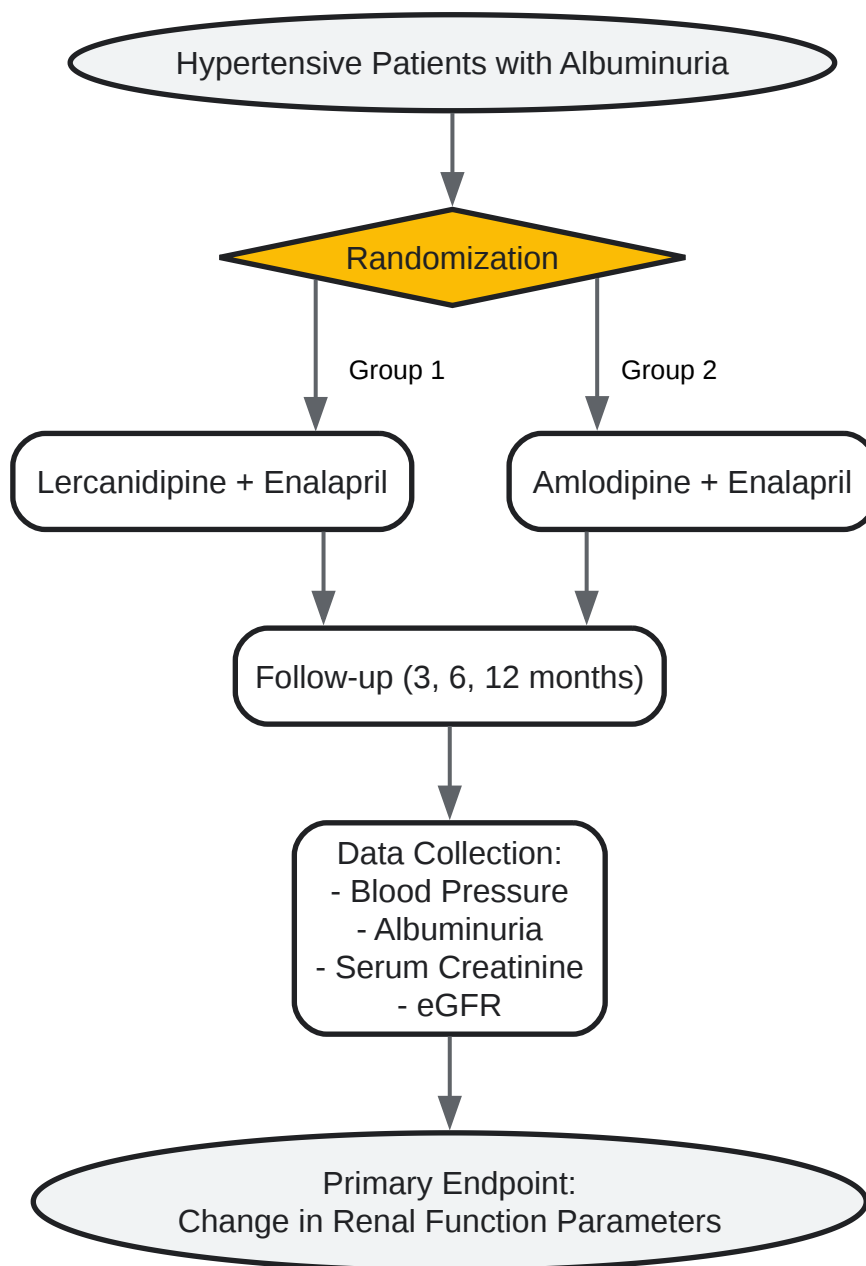 Hypertensive Patients with Albuminuria
Randomization
Group 1
Group 2
Lercanidipine + Enalapril
Amlodipine + Enalapril
Follow-up (3, 6, 12 months)
Data Collection:
- Blood Pressure
- Albuminuria
- Serum Creatinine
- eGFR
Primary Endpoint:
Change in Renal Function Parameters